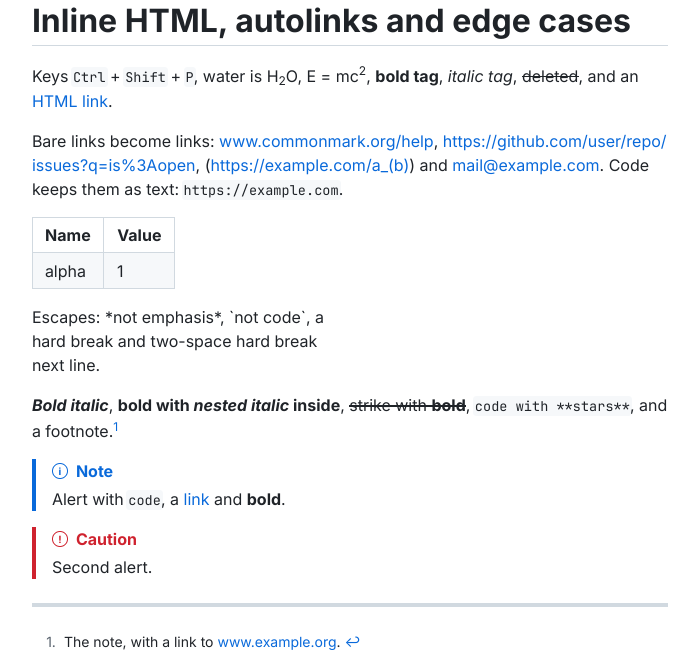 Inline HTML, autolinks and edge cases
Keys Ctrl + Shift + P, water is H₂O, E = mc², bold tag, italic tag, deleted, and an
HTML link.
Bare links become links: www.commonmark.org/help, https://github.com/user/repo/
issues?q=is%3Aopen, (https://example.com/a_(b)) and mail@example.com. Code
keeps them as text: https://example.com.
Name Value
alpha 1
Escapes: *not emphasis*, `not code`, a
hard break and two-space hard break
next line.
Bold italic, bold with nested italic inside, strike with bold, code with **stars**, and
a footnote.¹
Note
Alert with code, a link and bold.
Caution
Second alert.
1. The note, with a link to www.example.org. ↩